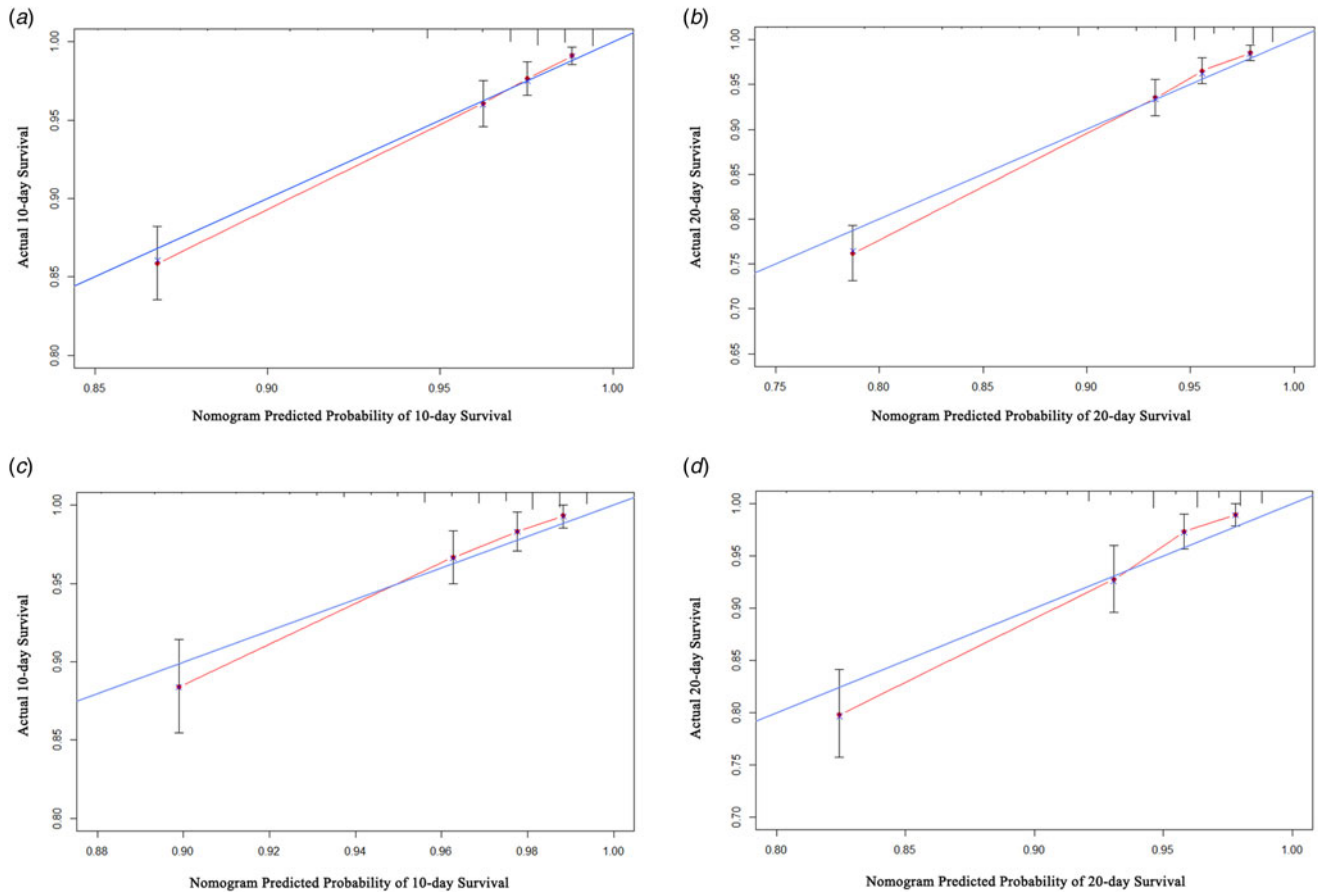 (a)
1.00
0.95
0.90
0.85
0.80
Actual 10-day Survival
0.85 0.90 0.95 1.00
Nomogram Predicted Probability of 10-day Survival
(b)
1.00
0.95
0.90
0.85
0.80
0.75
0.70
0.65
Actual 20-day Survival
0.75 0.80 0.85 0.90 0.95 1.00
Nomogram Predicted Probability of 20-day Survival
(c)
1.00
0.95
0.90
0.85
0.80
Actual 10-day Survival
0.88 0.90 0.92 0.94 0.96 0.98 1.00
Nomogram Predicted Probability of 10-day Survival
(d)
1.00
0.95
0.90
0.85
0.80
0.75
0.70
Actual 20-day Survival
0.80 0.85 0.90 0.95 1.00
Nomogram Predicted Probability of 20-day Survival